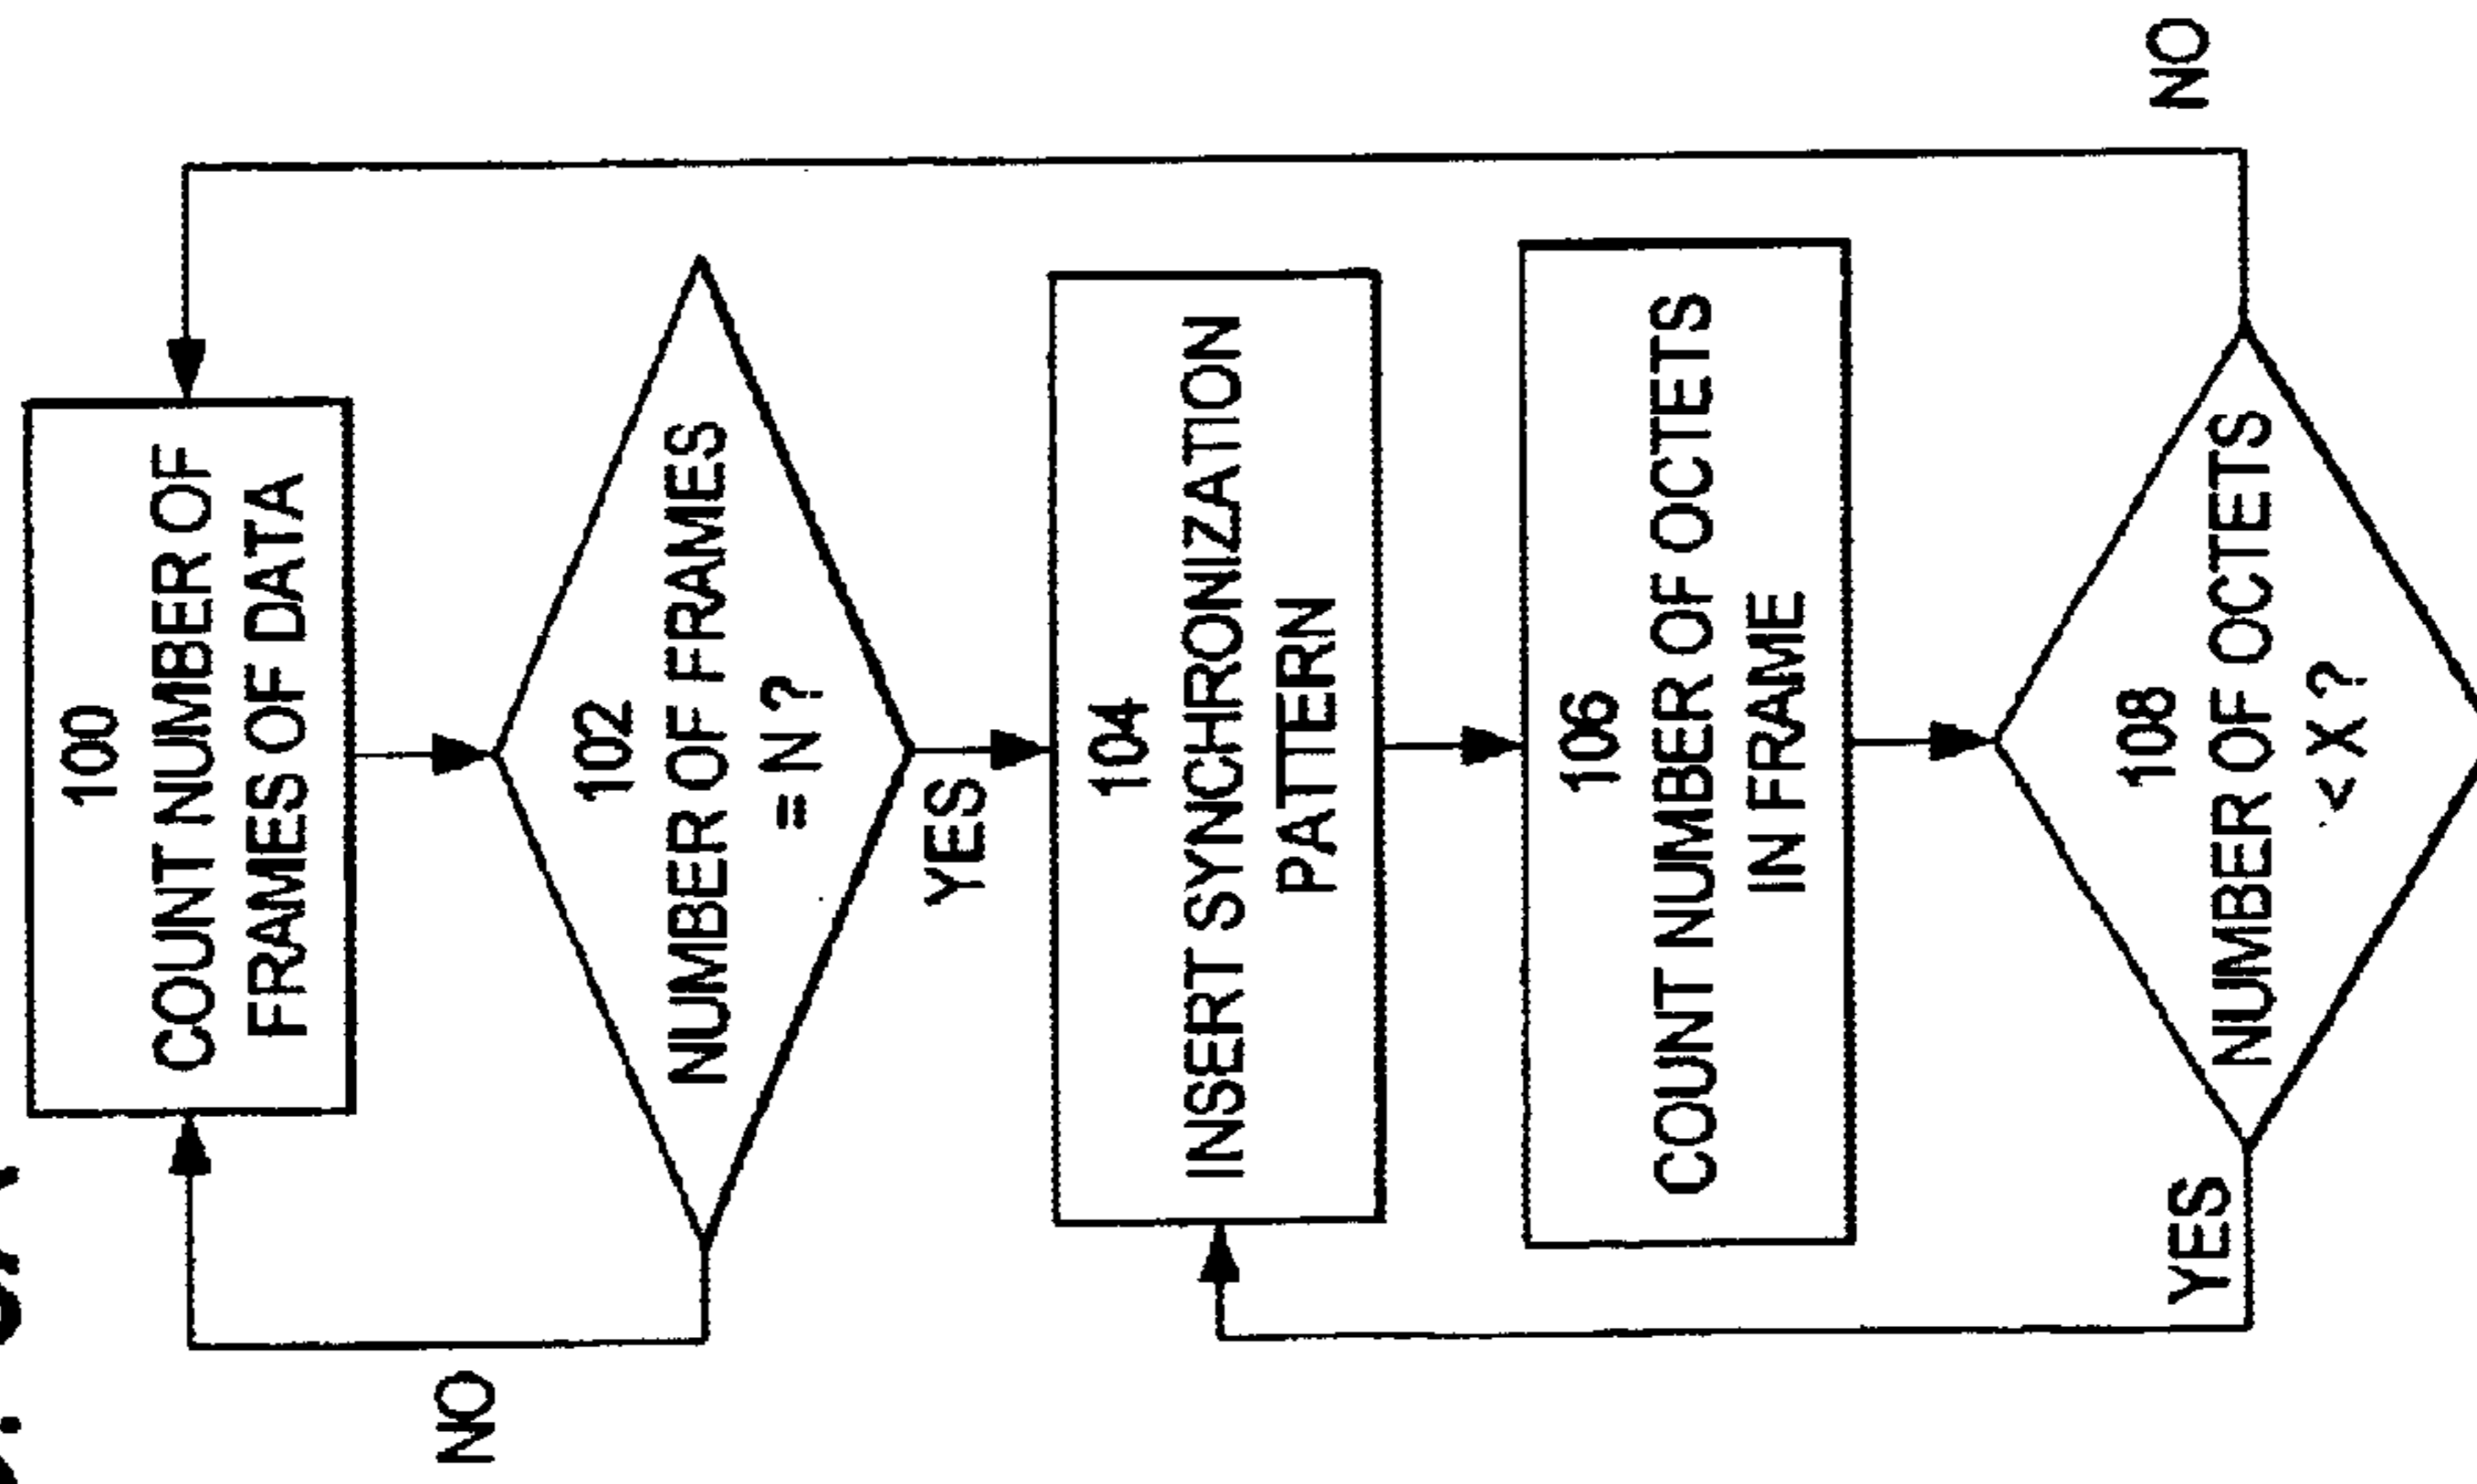 100
COUNT NUMBER OF
FRAMES OF DATA
102
NUMBER OF FRAMES
= N ?
NO
YES
104
INSERT SYNCHRONIZATION
PATTERN
106
COUNT NUMBER OF OCTETS
IN FRAME
108
NUMBER OF OCTETS
< X ?
YES
NO